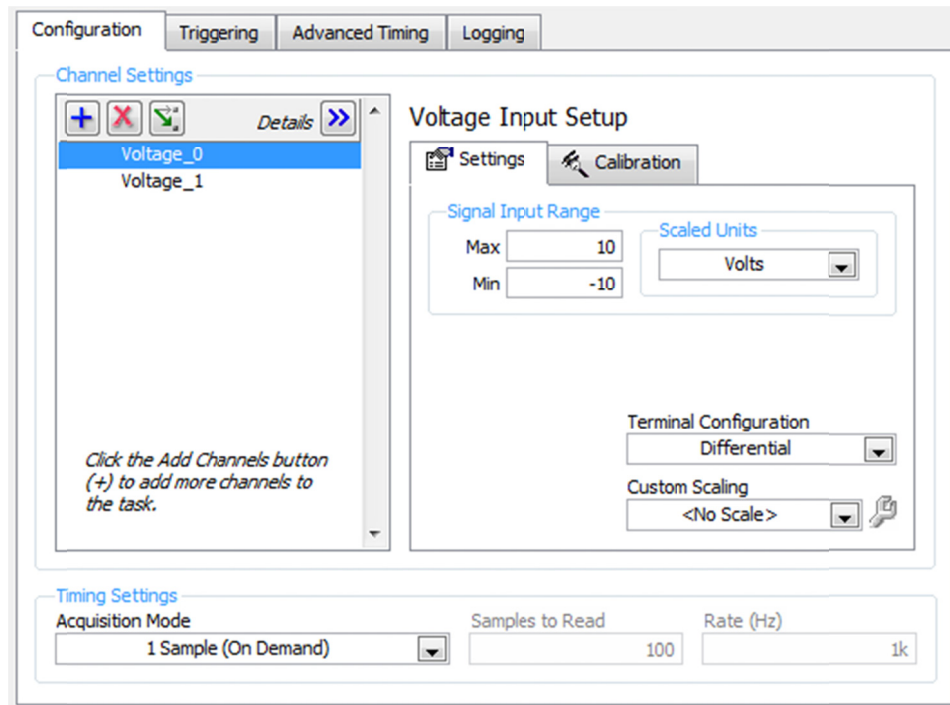 Configuration
Triggering
Advanced Timing
Logging
Channel Settings
Details
Voltage_0
Voltage_1
Click the Add Channels button
(+) to add more channels to
the task.
Voltage Input Setup
Settings
Calibration
Signal Input Range
Max 10
Min -10
Scaled Units
Volts
Terminal Configuration
Differential
Custom Scaling
<No Scale>
Timing Settings
Acquisition Mode
1 Sample (On Demand)
Samples to Read
100
Rate (Hz)
1k